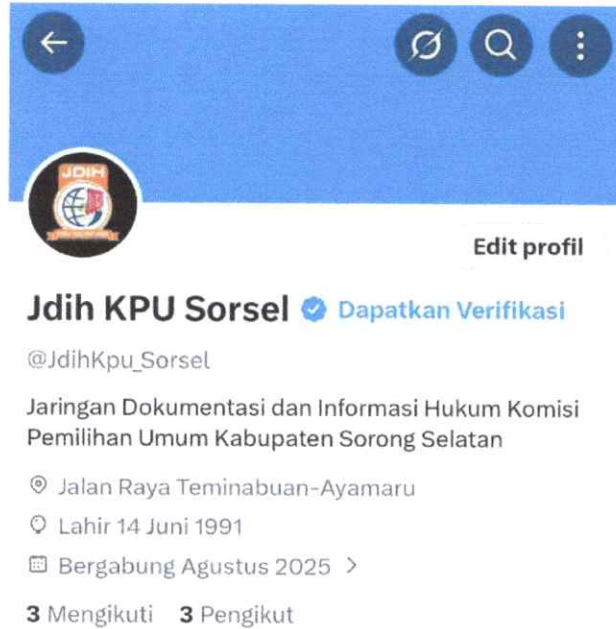 JDIH
Edit profil
Jdih KPU Sorsel Dapatkan Verifikasi
@JdihKpu_Sorsel
Jaringan Dokumentasi dan Informasi Hukum Komisi
Pemilihan Umum Kabupaten Sorong Selatan
Jalan Raya Teminabuan-Ayamaru
Lahir 14 Juni 1991
Bergabung Agustus 2025 >
3 Mengikuti 3 Pengikut